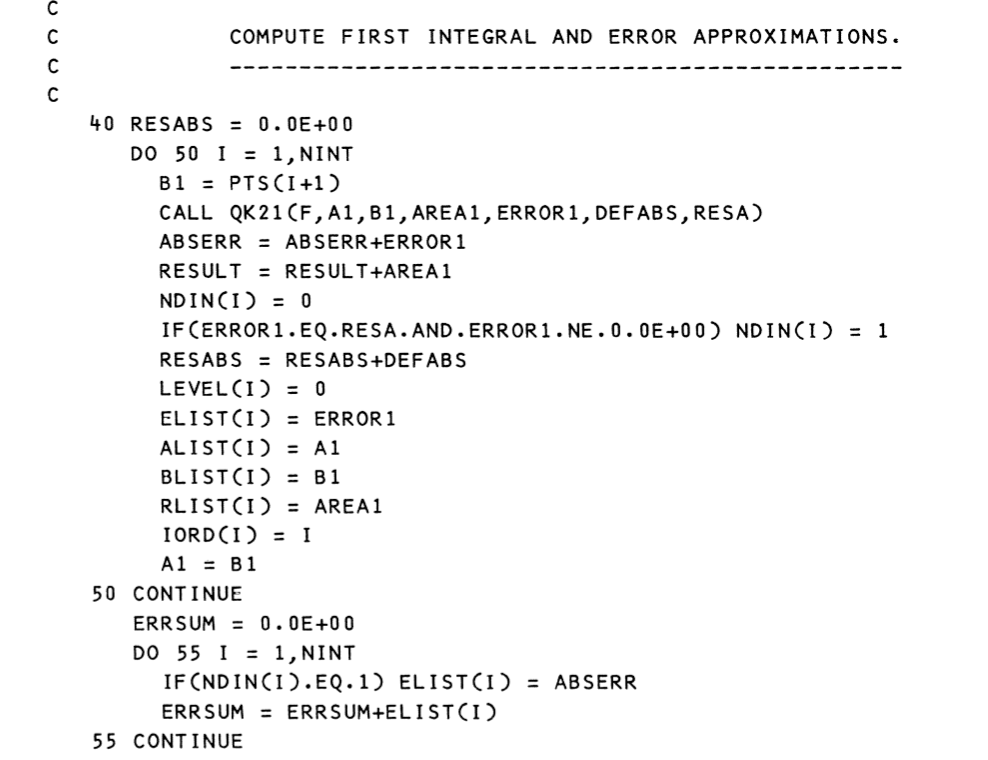 C
C            COMPUTE FIRST INTEGRAL AND ERROR APPROXIMATIONS.
C            ------------------------------------------------
C
   40 RESABS = 0.0E+00
      DO 50 I = 1,NINT
        B1 = PTS(I+1)
        CALL QK21(F,A1,B1,AREA1,ERROR1,DEFABS,RESA)
        ABSERR = ABSERR+ERROR1
        RESULT = RESULT+AREA1
        NDIN(I) = 0
        IF(ERROR1.EQ.RESA.AND.ERROR1.NE.0.0E+00) NDIN(I) = 1
        RESABS = RESABS+DEFABS
        LEVEL(I) = 0
        ELIST(I) = ERROR1
        ALIST(I) = A1
        BLIST(I) = B1
        RLIST(I) = AREA1
        IORD(I) = I
        A1 = B1
   50 CONTINUE
      ERRSUM = 0.0E+00
      DO 55 I = 1,NINT
        IF(NDIN(I).EQ.1) ELIST(I) = ABSERR
        ERRSUM = ERRSUM+ELIST(I)
   55 CONTINUE